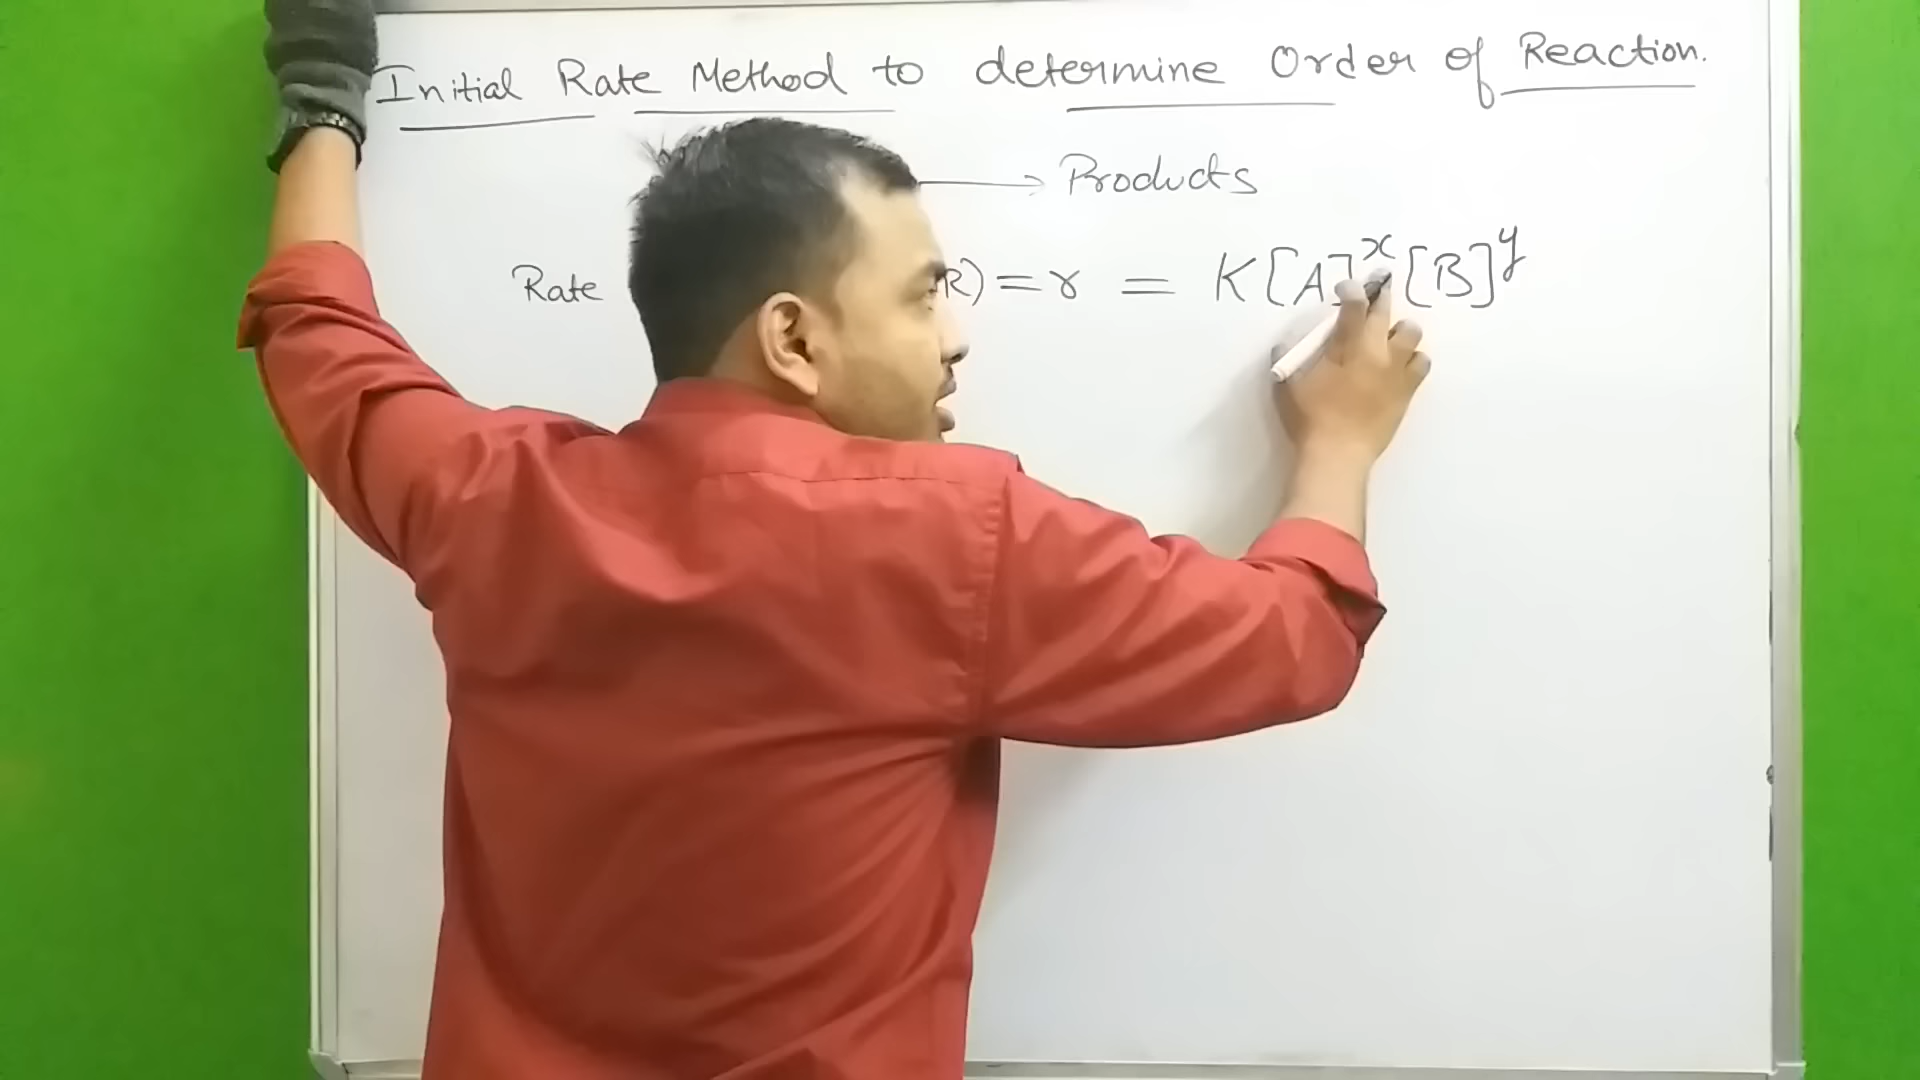 Initial Rate Method to determine Order of Reaction.
⟶ Products
Rate R) = r = K[A]^x [B]^y